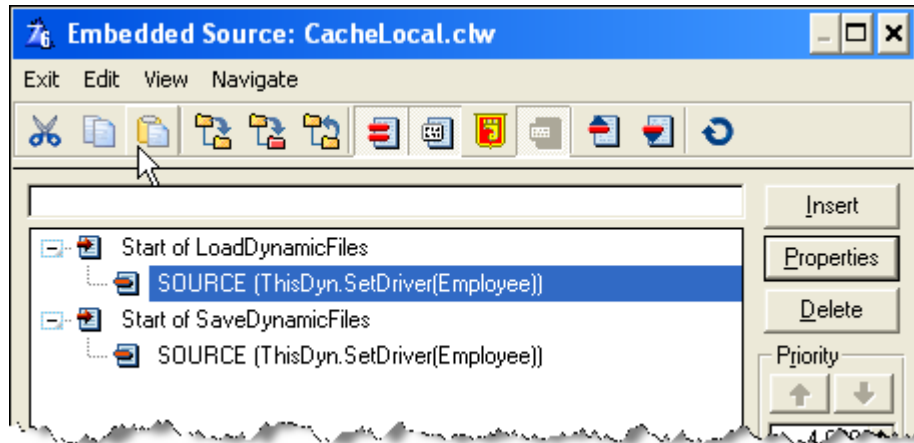 Embedded Source: CacheLocal.clw
Exit Edit View Navigate
Insert
Start of LoadDynamicFiles
Properties
SOURCE (ThisDyn.SetDriver(Employee))
Delete
Start of SaveDynamicFiles
SOURCE (ThisDyn.SetDriver(Employee))
Priority